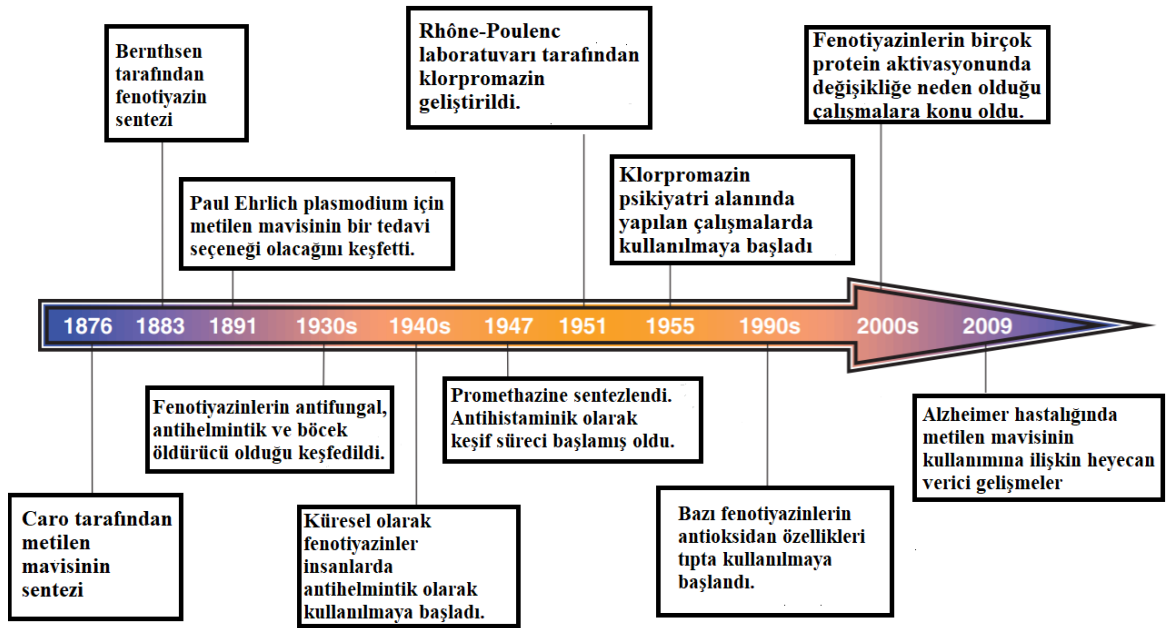 Bernthsen
tarafından
fenotiyazin
sentezi
Rhône-Poulenc
laboratuvarı tarafından
klorpromazin
geliştirildi.
Fenotiyazinlerin birçok
protein aktivasyonunda
değişikliğe neden olduğu
çalışmalara konu oldu.
Paul Ehrlich plasmodium için
metilen mavisinin bir tedavi
seçeneği olacağını keşfetti.
Klorpromazin
psikiyatri alanında
yapılan çalışmalarda
kullanılmaya başladı
1876 1883 1891 1930s 1940s 1947 1951 1955 1990s 2000s 2009
Fenotiyazinlerin antifungal,
antihelmintik ve böcek
öldürücü olduğu keşfedildi.
Promethazine sentezlendi.
Antihistaminik olarak
keşif süreci başlamış oldu.
Alzheimer hastalığında
metilen mavisinin
kullanımına ilişkin heyecan
verici gelişmeler
Caro tarafından
metilen
mavisinin
sentezi
Küresel olarak
fenotiyazinler
insanlarda
antihelmintik olarak
kullanılmaya başladı.
Bazı fenotiyazinlerin
antioksidan özellikleri
tıpta kullanılmaya
başlandı.